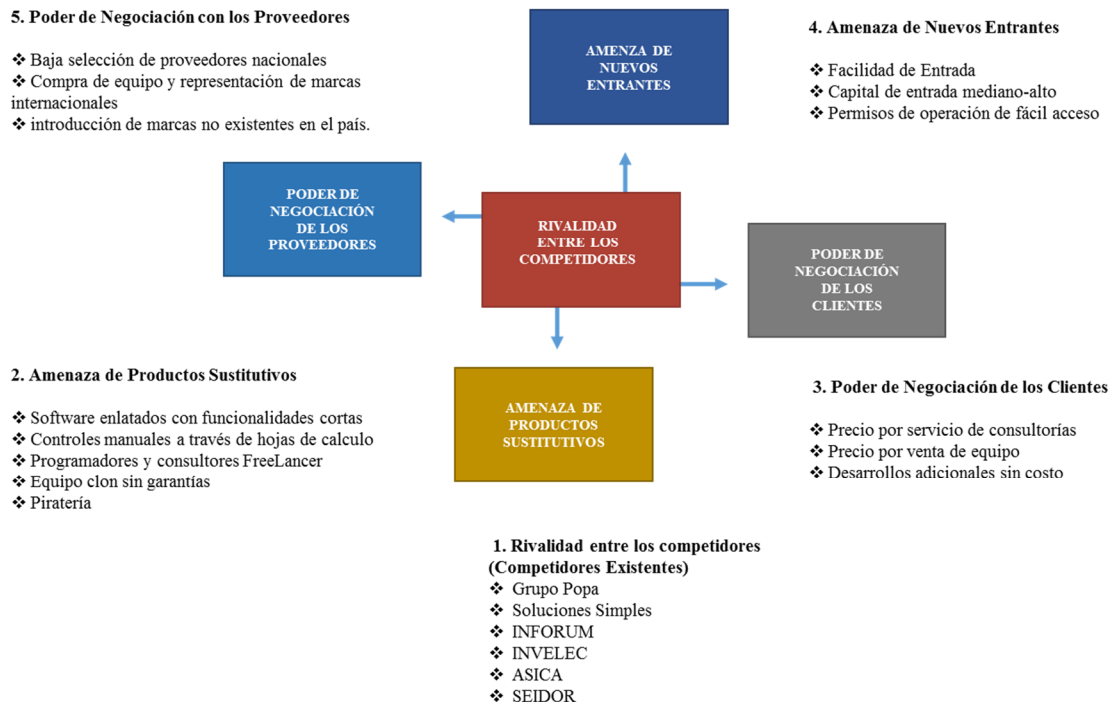 5. Poder de Negociación con los Proveedores
❖ Baja selección de proveedores nacionales
❖ Compra de equipo y representación de marcas
internacionales
❖ introducción de marcas no existentes en el país.
AMENZA DE
NUEVOS
ENTRANTES
4. Amenaza de Nuevos Entrantes
❖ Facilidad de Entrada
❖ Capital de entrada mediano-alto
❖ Permisos de operación de fácil acceso
PODER DE
NEGOCIACIÓN
DE LOS
PROVEEDORES
RIVALIDAD
ENTRE LOS
COMPETIDORES
PODER DE
NEGOCIACIÓN
DE LOS
CLIENTES
2. Amenaza de Productos Sustitutivos
❖ Software enlatados con funcionalidades cortas
❖ Controles manuales a través de hojas de calculo
❖ Programadores y consultores FreeLancer
❖ Equipo clon sin garantías
❖ Piratería
AMENAZA DE
PRODUCTOS
SUSTITUTIVOS
3. Poder de Negociación de los Clientes
❖ Precio por servicio de consultorías
❖ Precio por venta de equipo
❖ Desarrollos adicionales sin costo
1. Rivalidad entre los competidores
(Competidores Existentes)
❖ Grupo Popa
❖ Soluciones Simples
❖ INFORUM
❖ INVELEC
❖ ASICA
❖ SEIDOR